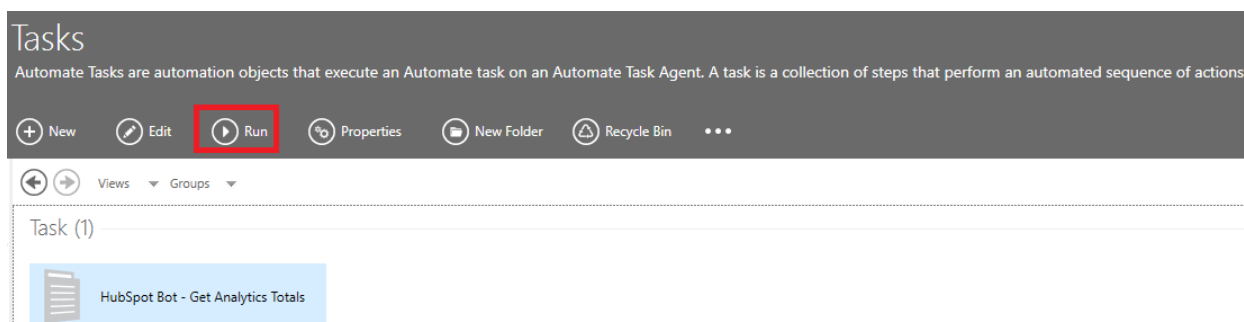 Tasks
Automate Tasks are automation objects that execute an Automate task on an Automate Task Agent. A task is a collection of steps that perform an automated sequence of actions
New Edit Run Properties New Folder Recycle Bin
Views Groups
Task (1)
HubSpot Bot - Get Analytics Totals